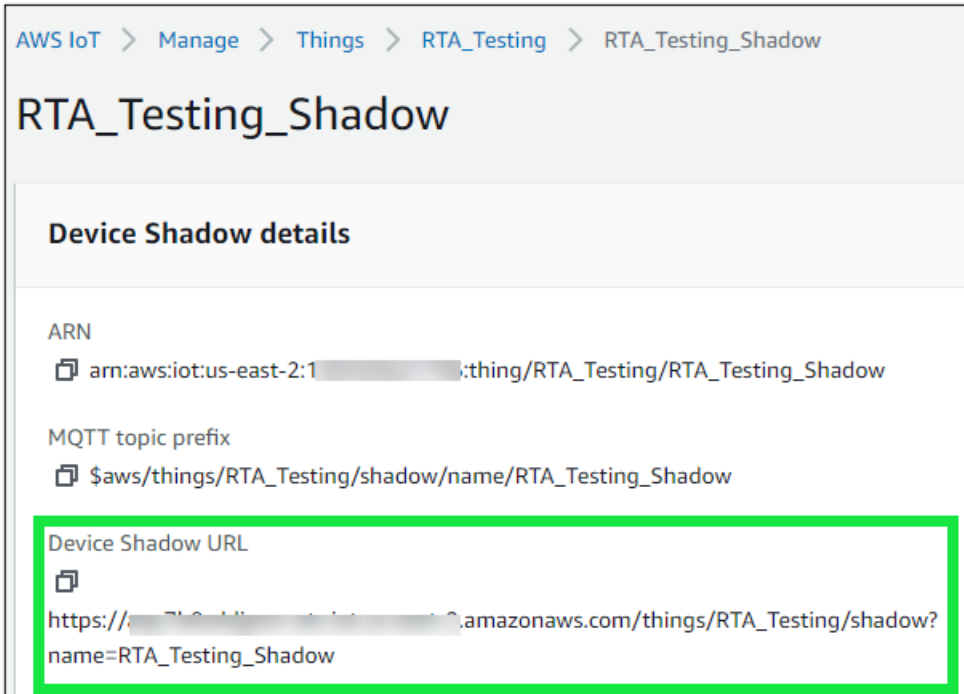 AWS IoT > Manage > Things > RTA_Testing > RTA_Testing_Shadow
RTA_Testing_Shadow
Device Shadow details
ARN
arn:aws:iot:us-east-2:1 :thing/RTA_Testing/RTA_Testing_Shadow
MQTT topic prefix
$aws/things/RTA_Testing/shadow/name/RTA_Testing_Shadow
Device Shadow URL
https:// .amazonaws.com/things/RTA_Testing/shadow?
name=RTA_Testing_Shadow